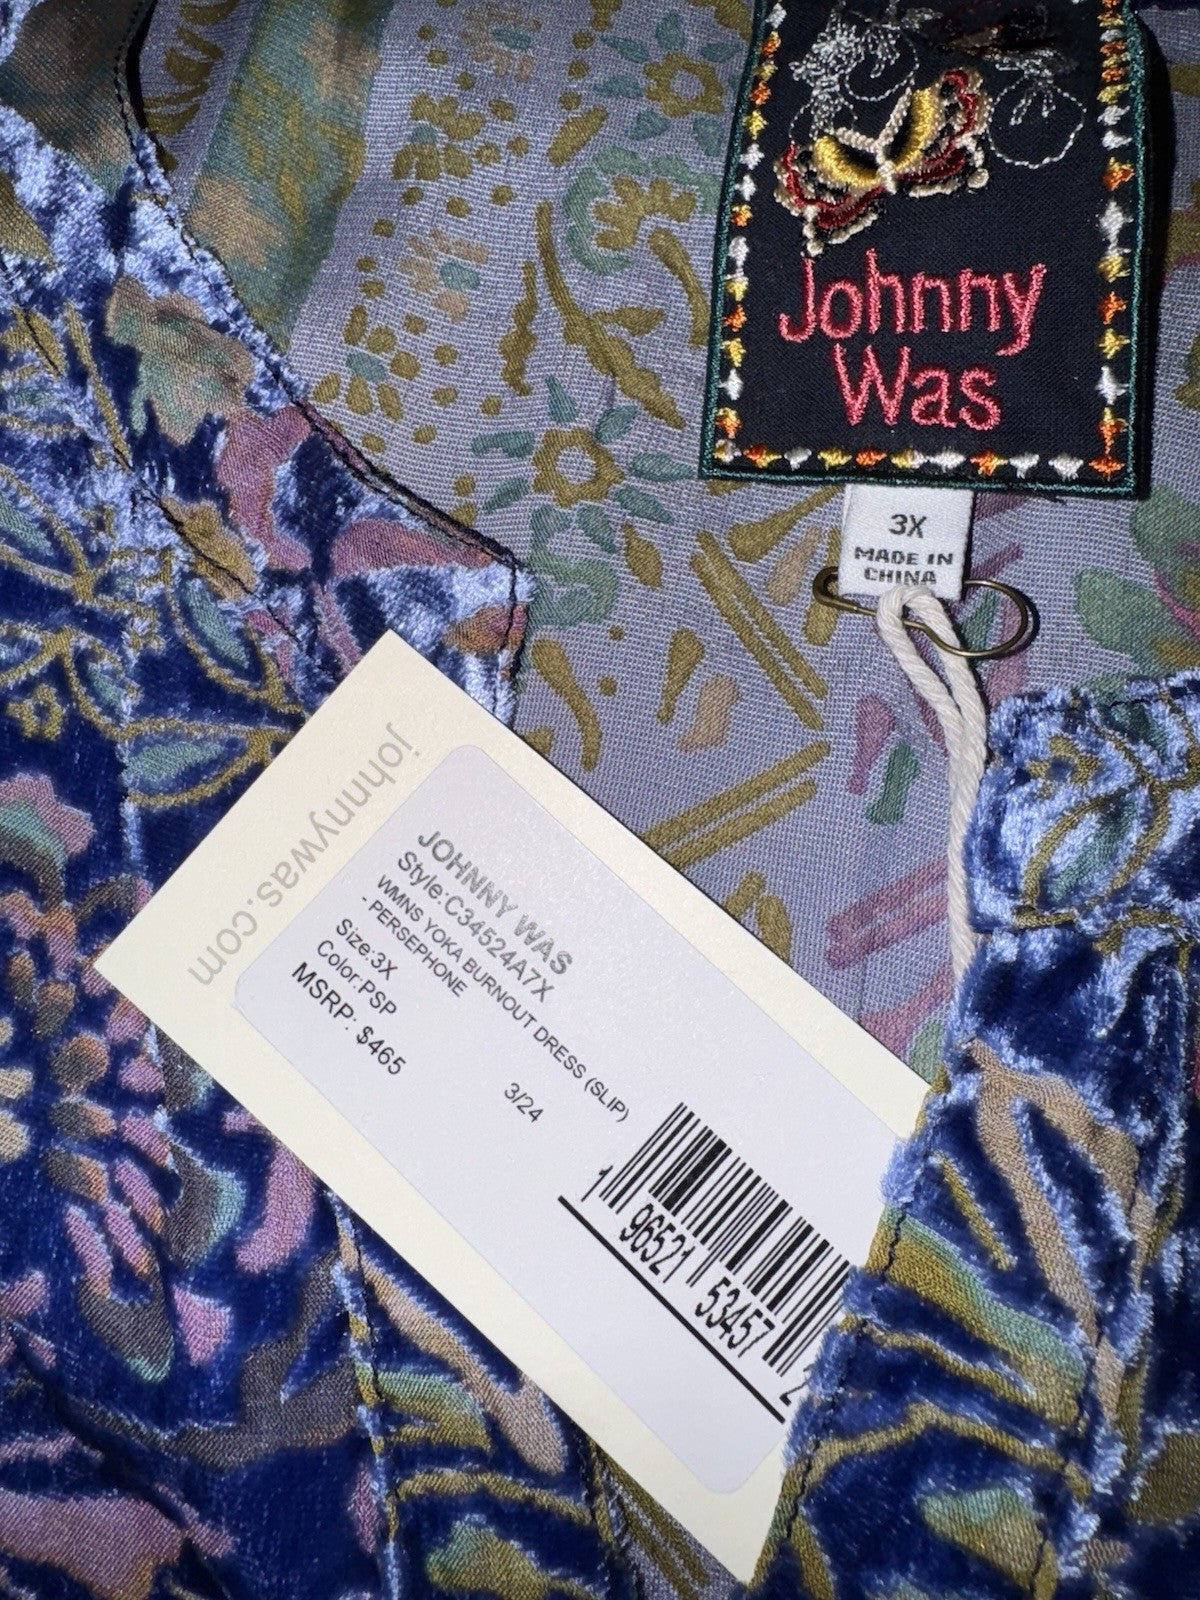 Johnny
Was
3X
MADE IN
CHINA
johnnywas.com
JOHNNY WAS
Style:C34524A7X
WMNS YOKA BURNOUT DRESS (SLIP)
- PERSEPHONE
Size:3X
Color:PSP
MSRP: $465
3/24
1 96521 53457 2